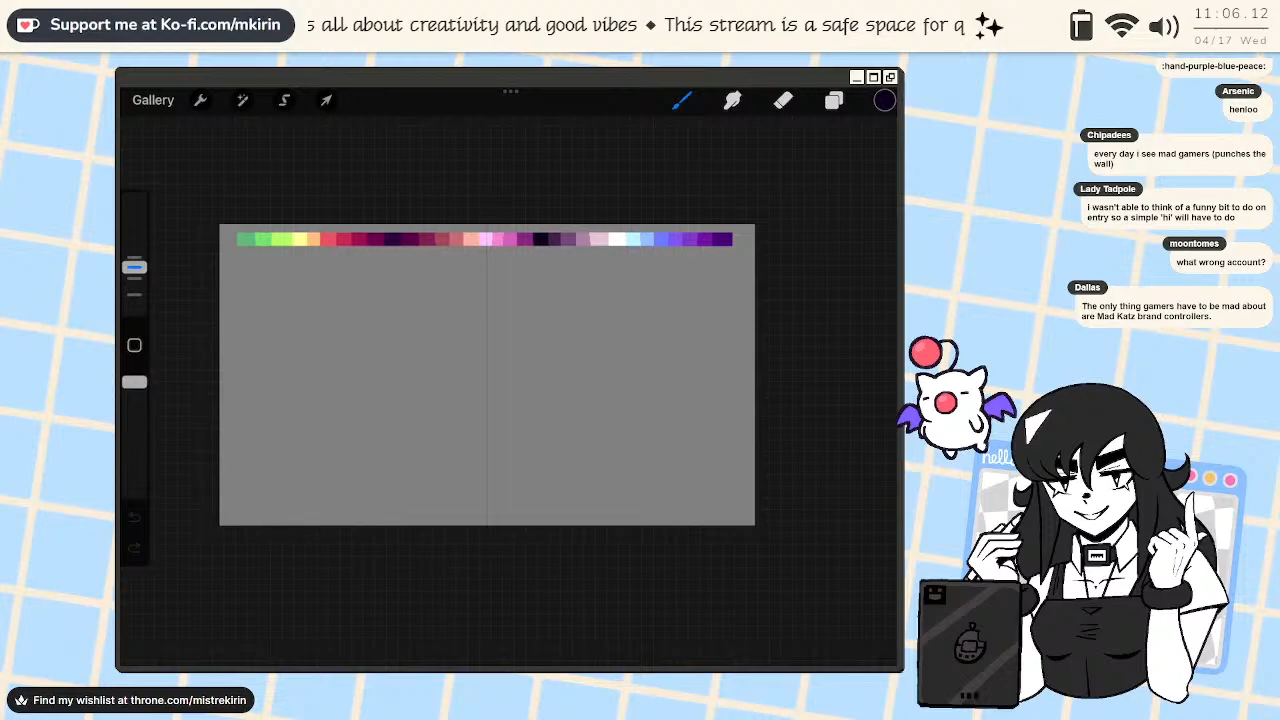 Support me at Ko-fi.com/mkirin
s all about creativity and good vibes ◆ This stream is a safe space for q
11:06.12
04/17 Wed
:hand-purple-blue-peace:
Arsenic
henloo
Chipadees
every day i see mad gamers (punches the
wall)
Lady Tadpole
i wasn't able to think of a funny bit to do on
entry so a simple 'hi' will have to do
moontomes
what wrong account?
Dallas
The only thing gamers have to be mad about
are Mad Katz brand controllers.
Gallery
hello
Find my wishlist at throne.com/mistrekirin